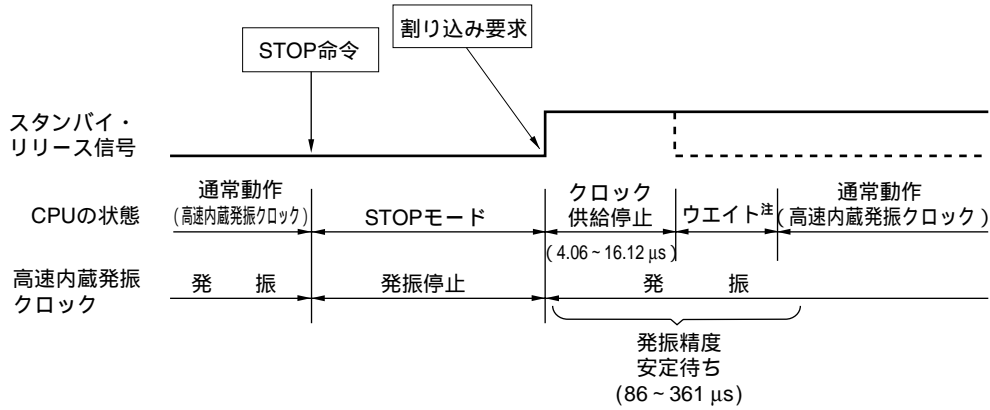 割り込み要求
STOP命令
スタンバイ・
リリース信号
CPUの状態
通常動作
(高速内蔵発振クロック)
STOPモード
クロック
供給停止
(4.06~16.12 μs)
ウエイト注
通常動作
(高速内蔵発振クロック)
高速内蔵発振
クロック
発 振
発振停止
発 振
発振精度
安定待ち
(86~361 μs)